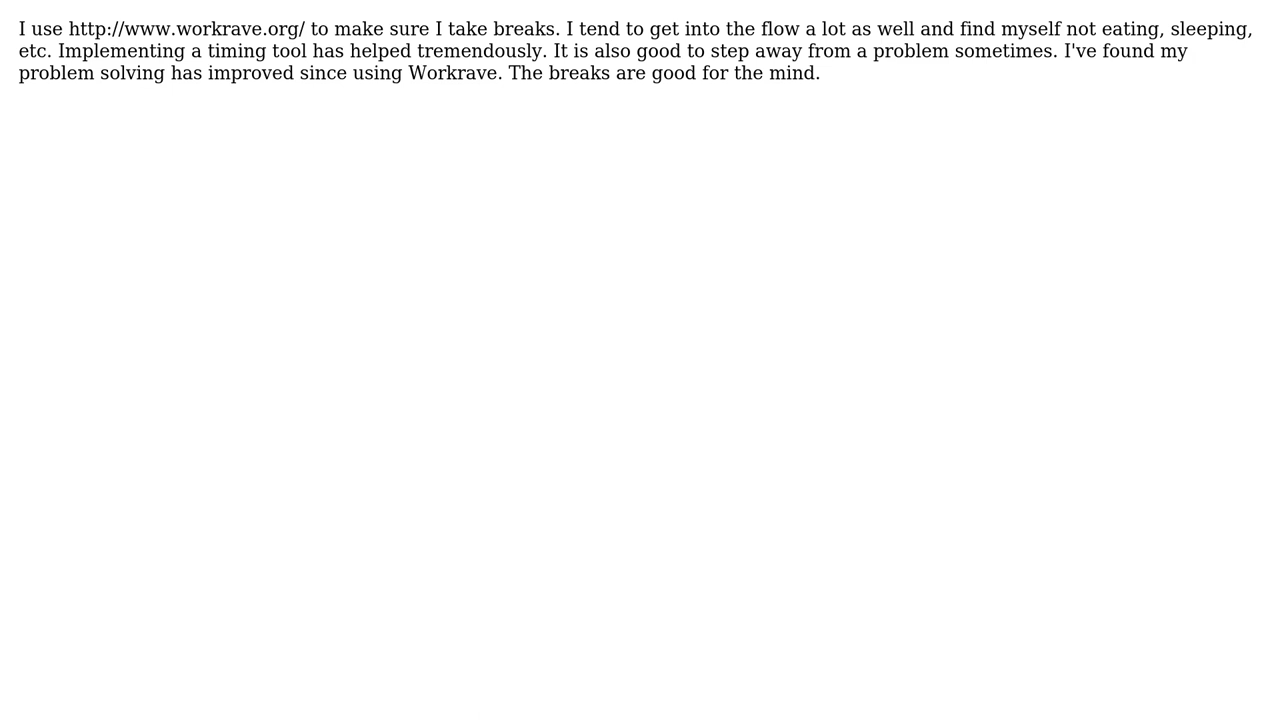 I use http://www.workrave.org/ to make sure I take breaks. I tend to get into the flow a lot as well and find myself not eating, sleeping,
etc. Implementing a timing tool has helped tremendously. It is also good to step away from a problem sometimes. I've found my
problem solving has improved since using Workrave. The breaks are good for the mind.